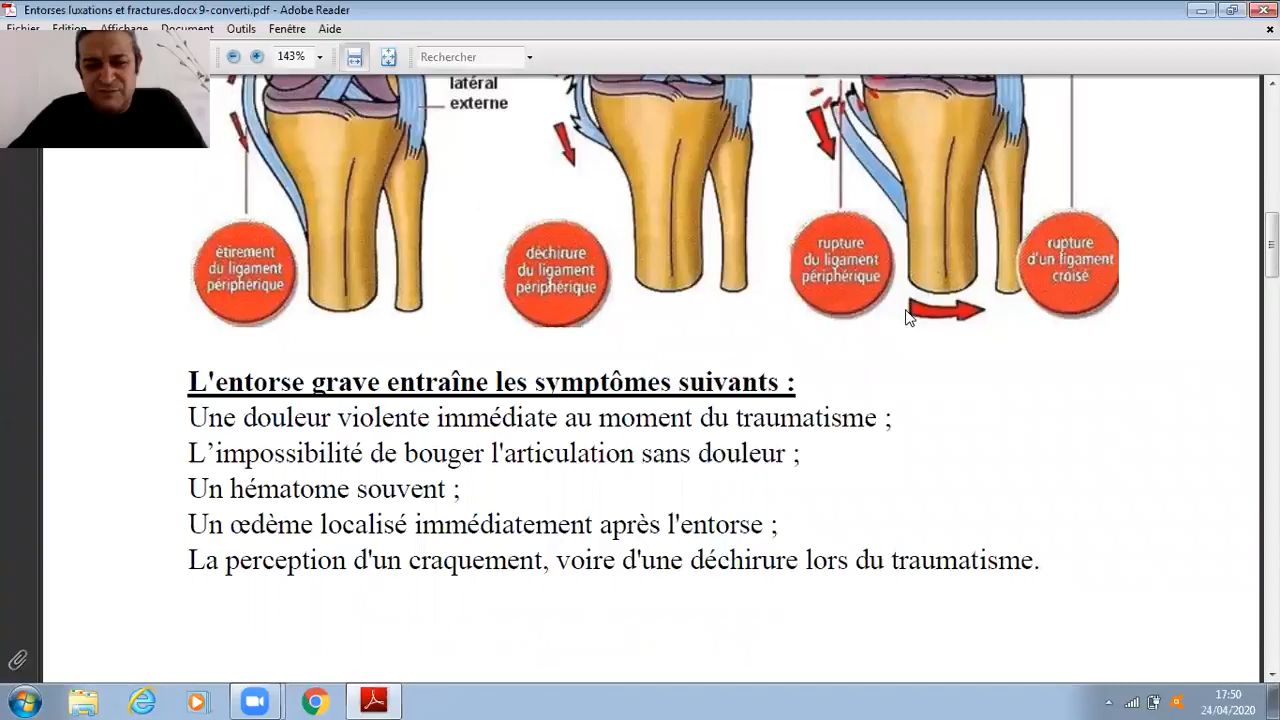 Entorses luxations et fractures.docx 9-converti.pdf - Adobe Reader
Fichier Edition Affichage Document Outils Fenêtre Aide
143%
Rechercher
latéral
externe
étirement
du ligament
périphérique
déchirure
du ligament
périphérique
rupture
du ligament
périphérique
rupture
d'un ligament
croisé
L'entorse grave entraîne les symptômes suivants :
Une douleur violente immédiate au moment du traumatisme ;
L’impossibilité de bouger l'articulation sans douleur ;
Un hématome souvent ;
Un œdème localisé immédiatement après l'entorse ;
La perception d'un craquement, voire d'une déchirure lors du traumatisme.
17:50
24/04/2020